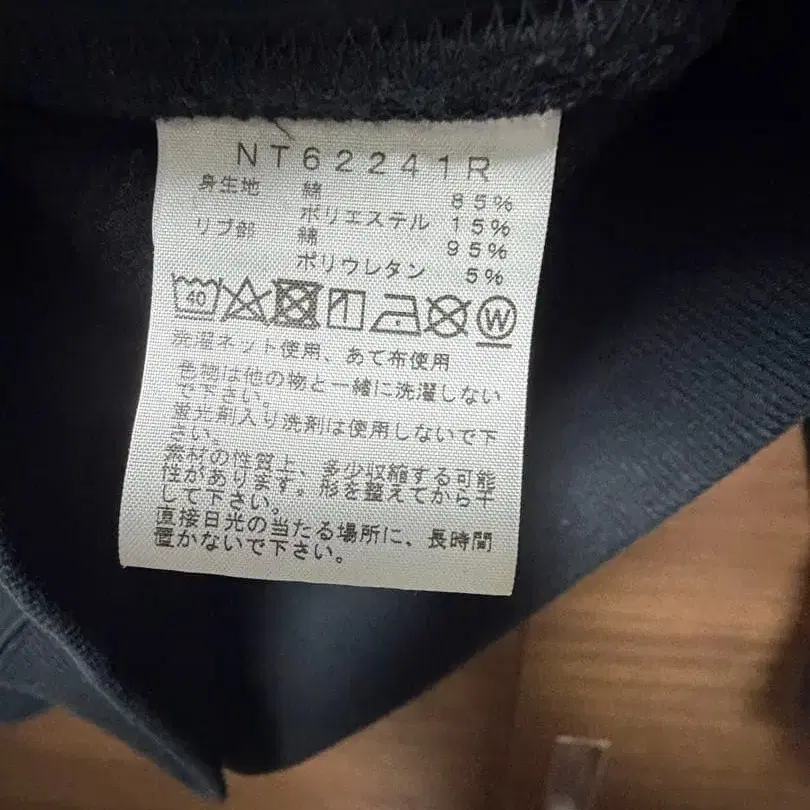 NT62241R
身生地 綿 85%
ポリエステル 15%
リブ部 綿 95%
ポリウレタン 5%
40 W
洗濯ネット使用、あて布使用
色物は他の物と一緒に洗濯しない
で下さい。
蛍光剤入り洗剤は使用しないで下
さい。
素材の性質上、多少収縮する可能
性があります。形を整えてから干
して下さい。
直接日光の当たる場所に、長時間
置かないで下さい。